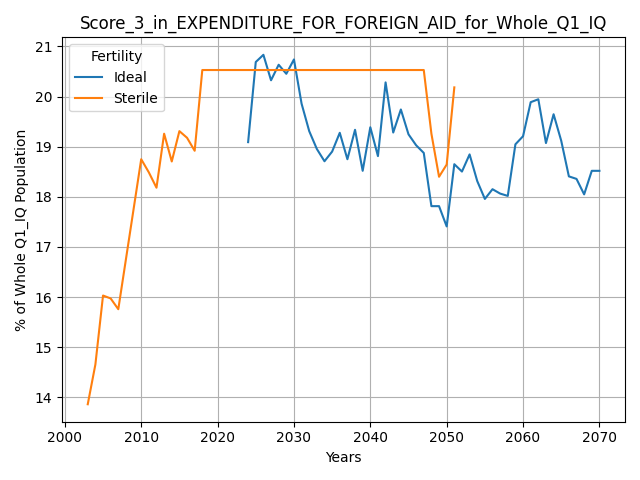 Score_3_in_EXPENDITURE_FOR_FOREIGN_AID_for_Whole_Q1_IQ
Fertility
Ideal
Sterile
% of Whole Q1_IQ Population
21
20
19
18
17
16
15
14
2000 2010 2020 2030 2040 2050 2060 2070
Years